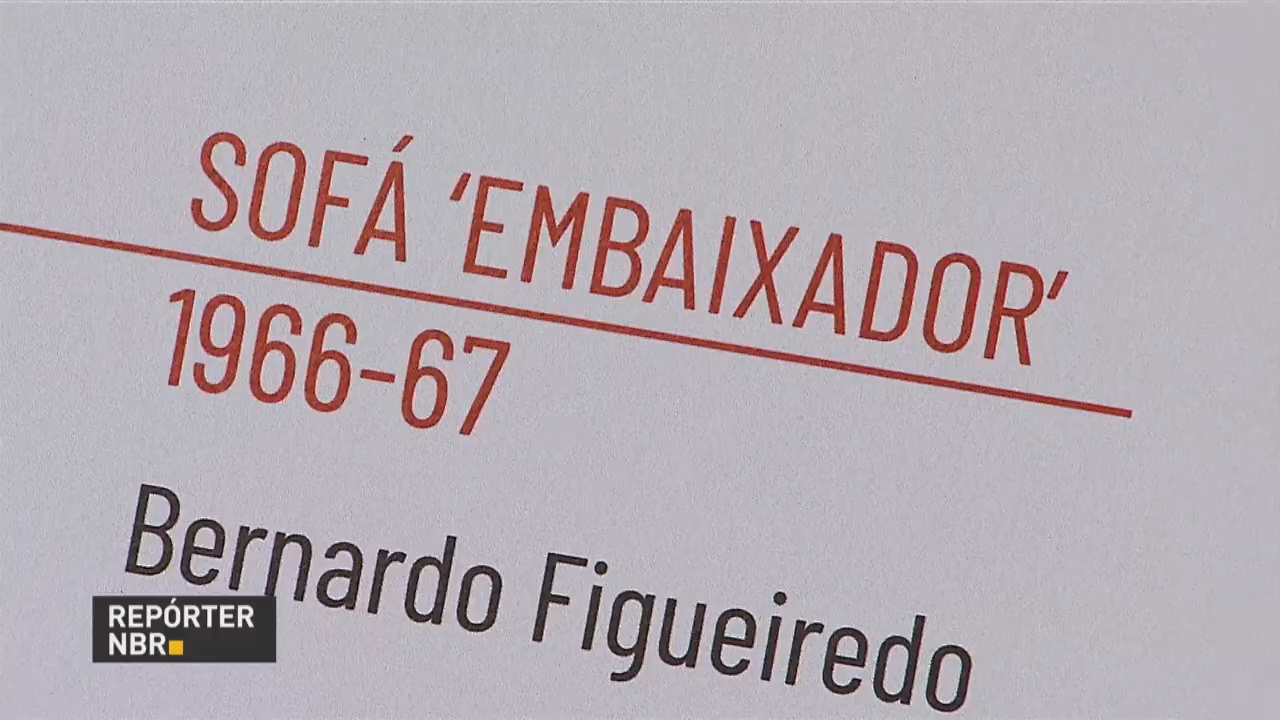 SOFÁ ‘EMBAIXADOR’
1966-67
Bernardo Figueiredo
REPÓRTER
NBR